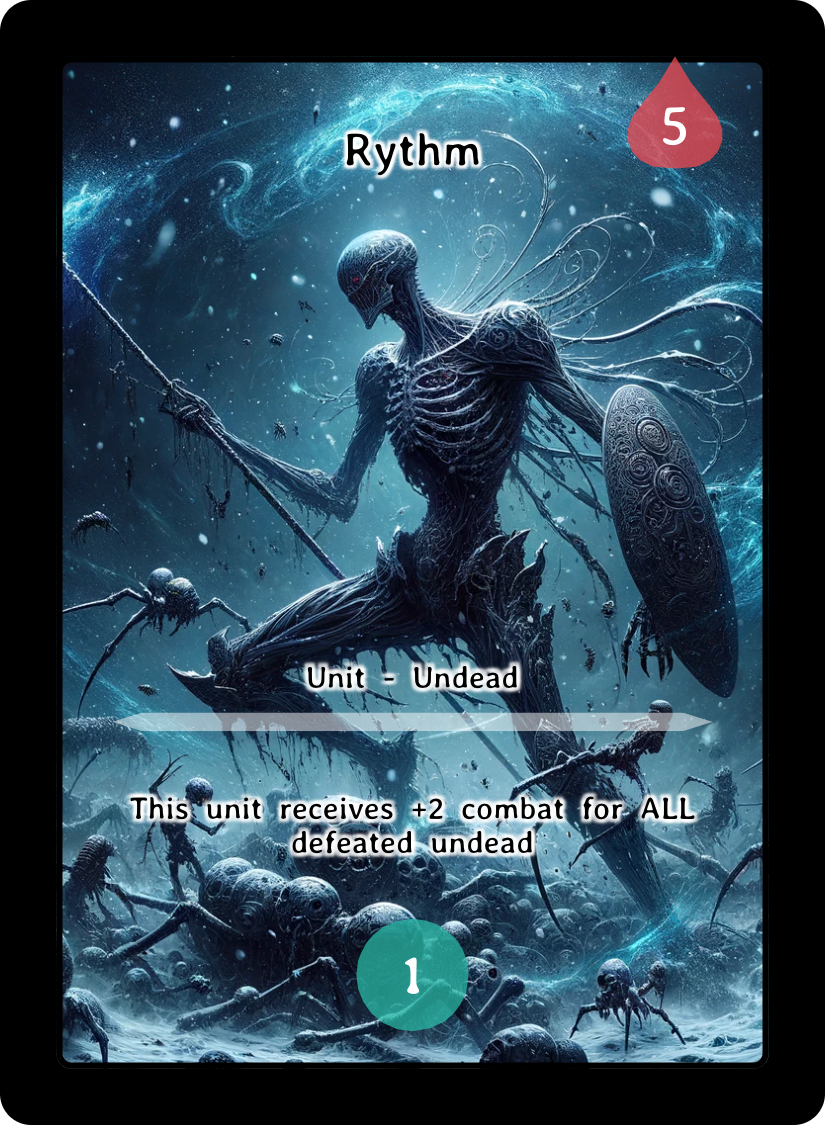 5
Rythm
Unit - Undead
This unit receives +2 combat for ALL
defeated undead
1